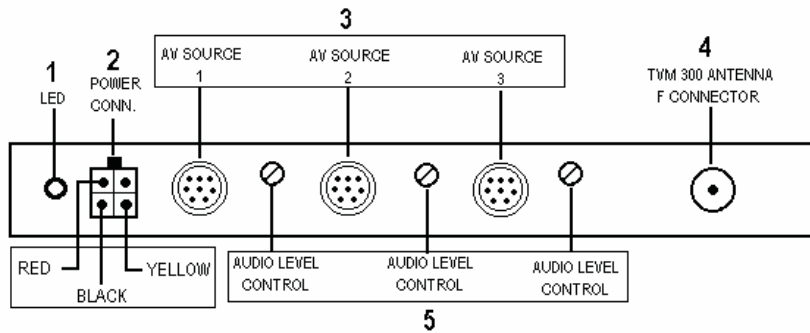 3
AV SOURCE
1
AV SOURCE
2
AV SOURCE
3
1
LED
2
POWER
CONN.
4
TVM 300 ANTENNA
F CONNECTOR
RED
YELLOW
BLACK
AUDIO LEVEL
CONTROL
AUDIO LEVEL
CONTROL
AUDIO LEVEL
CONTROL
5